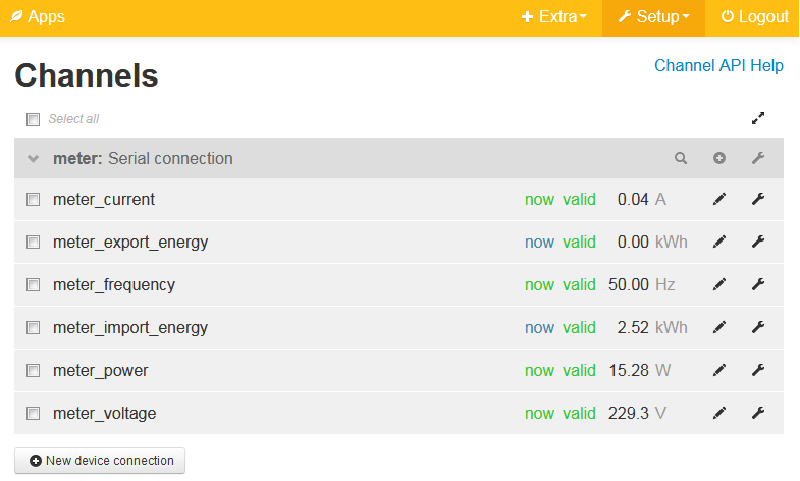 Apps Extra Setup Logout
Channels Channel API Help
Select all
meter: Serial connection
meter_current now valid 0.04 A
meter_export_energy now valid 0.00 kWh
meter_frequency now valid 50.00 Hz
meter_import_energy now valid 2.52 kWh
meter_power now valid 15.28 W
meter_voltage now valid 229.3 V
New device connection